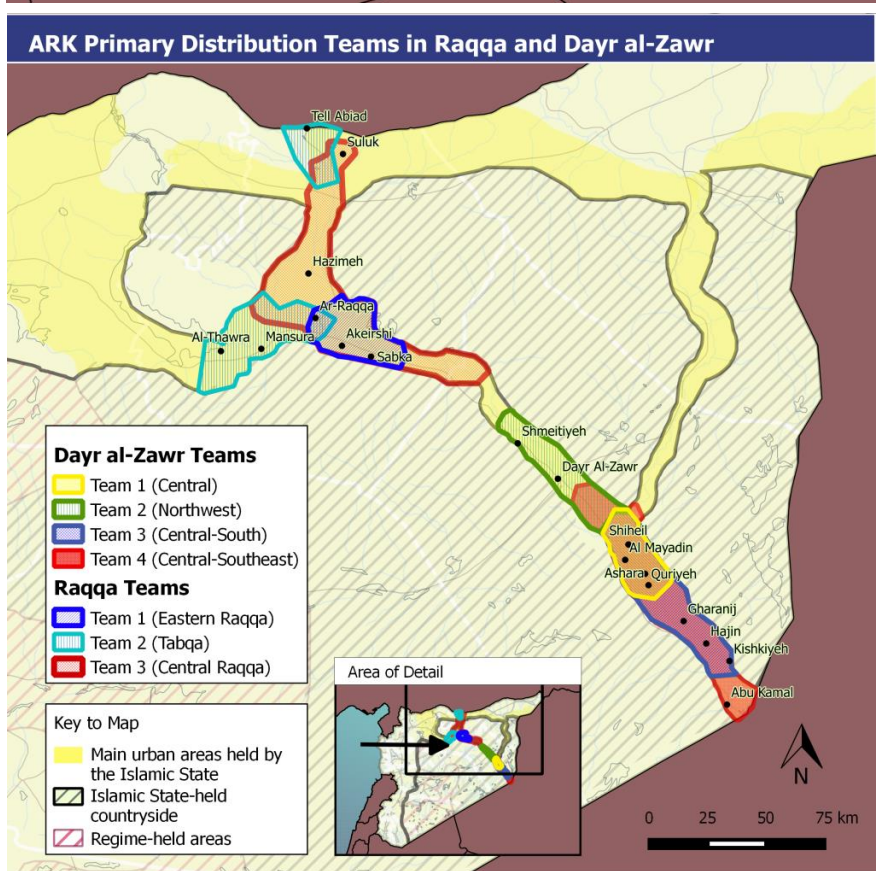 ARK Primary Distribution Teams in Raqqa and Dayr al-Zawr
Tell Abiad
Suluk
Hazimeh
Ar-Raqqa
Al-Thawra
Mansura
Akeirshi
Sabka
Shmeitiyeh
Dayr Al-Zawr
Shiheil
Al Mayadin
Ashara
Quriyeh
Gharanij
Hajin
Kishkiyeh
Abu Kamal
Dayr al-Zawr Teams
Team 1 (Central)
Team 2 (Northwest)
Team 3 (Central-South)
Team 4 (Central-Southeast)
Raqqa Teams
Team 1 (Eastern Raqqa)
Team 2 (Tabqa)
Team 3 (Central Raqqa)
Key to Map
Main urban areas held by
the Islamic State
Islamic State-held
countryside
Regime-held areas
Area of Detail
N
0 25 50 75 km